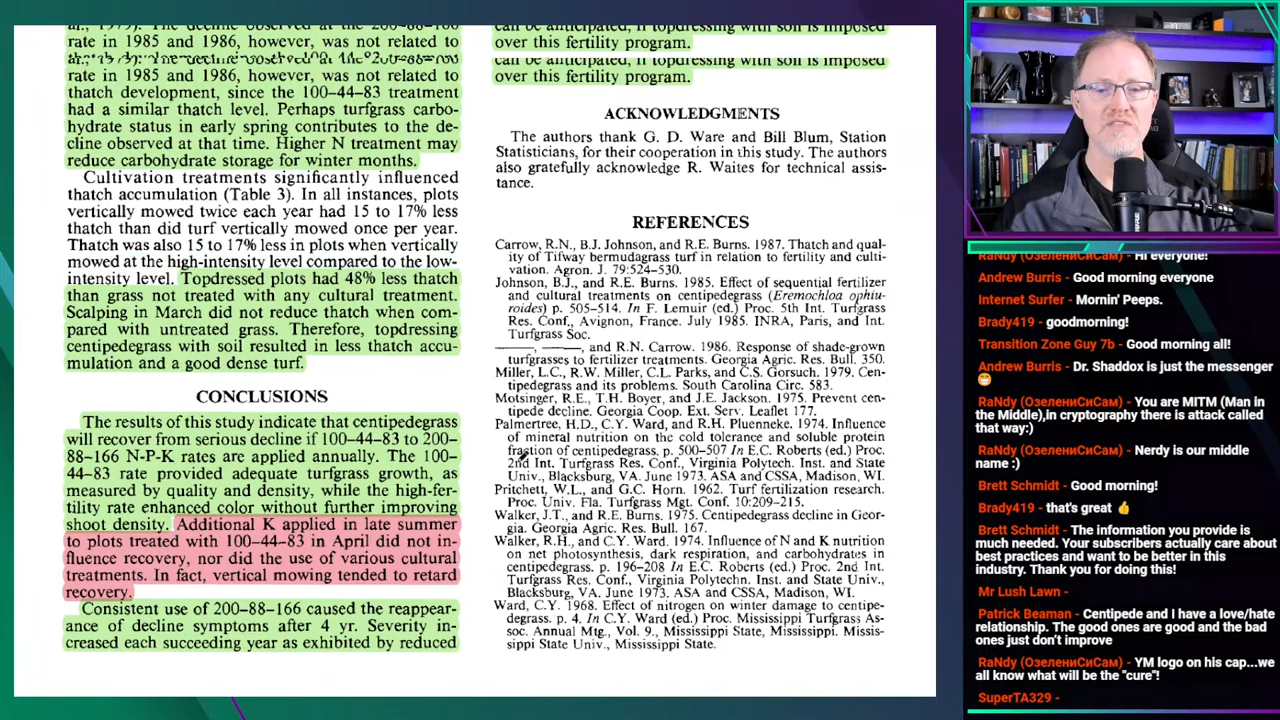 rate in 1985 and 1986, however, was not related to
rate in 1985 and 1986, however, was not related to
thatch development, since the 100–44–83 treatment
had a similar thatch level. Perhaps turfgrass carbo-
hydrate status in early spring contributes to the de-
cline observed at that time. Higher N treatment may
reduce carbohydrate storage for winter months.
Cultivation treatments significantly influenced
thatch accumulation (Table 3). In all instances, plots
vertically mowed twice each year had 15 to 17% less
thatch than did turf vertically mowed once per year.
Thatch was also 15 to 17% less in plots when vertically
mowed at the high-intensity level compared to the low-
intensity level. Topdressed plots had 48% less thatch
than grass not treated with any cultural treatment.
Scalping in March did not reduce thatch when com-
pared with untreated grass. Therefore, topdressing
centipedegrass with soil resulted in less thatch accu-
mulation and a good dense turf.
CONCLUSIONS
The results of this study indicate that centipedegrass
will recover from serious decline if 100–44–83 to 200–
88–166 N-P-K rates are applied annually. The 100–
44–83 rate provided adequate turfgrass growth, as
measured by quality and density, while the high-fer-
tility rate enhanced color without further improving
shoot density. Additional K applied in late summer
to plots treated with 100–44–83 in April did not in-
fluence recovery, nor did the use of various cultural
treatments. In fact, vertical mowing tended to retard
recovery.
Consistent use of 200–88–166 caused the reappear-
ance of decline symptoms after 4 yr. Severity in-
creased each succeeding year as exhibited by reduced
can be anticipated, if topdressing with soil is imposed
over this fertility program.
can be anticipated, if topdressing with soil is imposed
over this fertility program.
ACKNOWLEDGMENTS
The authors thank G. D. Ware and Bill Blum, Station
Statisticians, for their cooperation in this study. The authors
also gratefully acknowledge R. Waites for technical assis-
tance.
REFERENCES
Carrow, R.N., B.J. Johnson, and R.E. Burns. 1987. Thatch and qual-
ity of Tifway bermudagrass turf in relation to fertility and culti-
vation. Agron. J. 79:524–530.
Johnson, B.J., and R.E. Burns. 1985. Effect of sequential fertilizer
and cultural treatments on centipedegrass (Eremochloa ophiu-
roides) p. 505–514. In F. Lemuir (ed.) Proc. 5th Int. Turfgrass
Res. Conf., Avignon, France. July 1985. INRA, Paris, and Int.
Turfgrass Soc.
———, ———, and R.N. Carrow. 1986. Response of shade-grown
turfgrasses to fertilizer treatments. Georgia Agric. Res. Bull. 350.
Miller, L.C., R.W. Miller, C.L. Parks, and C.S. Gorsuch. 1979. Cen-
tipedegrass and its problems. South Carolina Circ. 583.
Motsinger, R.E., T.H. Boyer, and J.E. Jackson. 1975. Prevent cen-
tipede decline. Georgia Coop. Ext. Serv. Leaflet 177.
Palmertree, H.D., C.Y. Ward, and R.H. Pluenneke. 1974. Influence
of mineral nutrition on the cold tolerance and soluble protein
fraction of centipedegrass. p. 500–507 In E.C. Roberts (ed.) Proc.
2nd Int. Turfgrass Res. Conf., Virginia Polytech. Inst. and State
Univ., Blacksburg, VA. June 1973. ASA and CSSA, Madison, WI.
Pritchett, W.L., and G.C. Horn. 1962. Turf fertilization research.
Proc. Univ. Fla. Turfgrass Mgt. Conf. 10:209–215.
Walker, J.T., and R.E. Burns. 1975. Centipedegrass decline in Geor-
gia. Georgia Agric. Res. Bull. 167.
Walker, R.H., and C.Y. Ward. 1974. Influence of N and K nutrition
on net photosynthesis, dark respiration, and carbohydrates in
centipedegrass. p. 196–208 In E.C. Roberts (ed.) Proc. 2nd Int.
Turfgrass Res. Conf., Virginia Polytechn. Inst. and State Univ.,
Blacksburg, VA. June 1973. ASA and CSSA, Madison, WI.
Ward, C.Y. 1968. Effect of nitrogen on winter damage to centipe-
degrass. p. 4. In C.Y. Ward (ed.) Proc. Mississippi Turfgrass As-
soc. Annual Mtg., Vol. 9., Mississippi State, Mississippi. Missis-
sippi State Univ., Mississippi State.
RaNdy (ОзелениСиСам) - Hi everyone!
Andrew Burris - Good morning everyone
Internet Surfer - Mornin' Peeps.
Brady419 - goodmorning!
Transition Zone Guy 7b - Good morning all!
Andrew Burris - Dr. Shaddox is just the messenger
😁
RaNdy (ОзелениСиСам) - You are MITM (Man in
the Middle),in cryptography there is attack called
that way:)
RaNdy (ОзелениСиСам) - Nerdy is our middle
name :)
Brett Schmidt - Good morning!
Brady419 - that's great 👍
Brett Schmidt - The information you provide is
much needed. Your subscribers actually care about
best practices and want to be better in this
industry. Thank you for doing this!
Mr Lush Lawn -
Patrick Beaman - Centipede and I have a love/hate
relationship. The good ones are good and the bad
ones just don't improve
RaNdy (ОзелениСиСам) - YM logo on his cap...we
all know what will be the "cure"!
SuperTA329 -